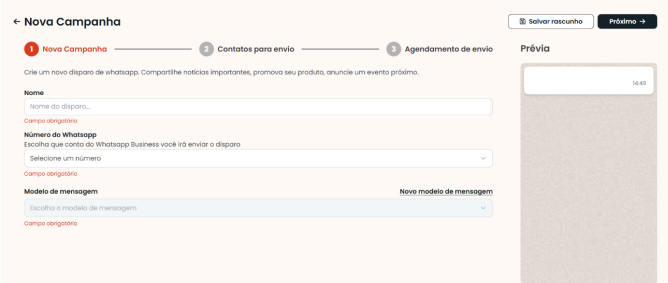 ← Nova Campanha
Salvar rascunho
Próximo →
1 Nova Campanha
2 Contatos para envio
3 Agendamento de envio
Prévia
Crie um novo disparo de whatsapp. Compartilhe notícias importantes, promova seu produto, anuncie um evento próximo.
14:49
Nome
Nome do disparo...
Campo obrigatório
Número do Whatsapp
Escolha que conta do Whatsapp Business você irá enviar o disparo
Selecione um número
Campo obrigatório
Modelo de mensagem
Novo modelo de mensagem
Escolha o modelo de mensagem
Campo obrigatório